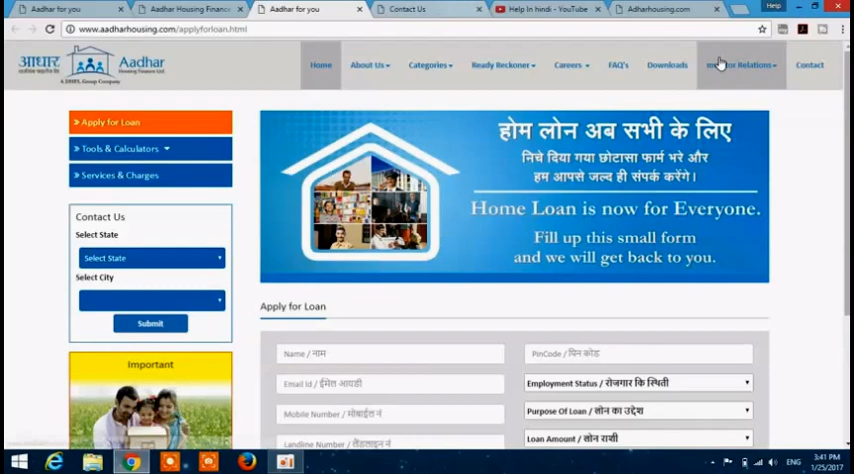 Aadhar for you
Aadhar Housing Finance
Aadhar for you
Contact Us
Help In hindi - YouTube
Adharhousing.com
Help
www.aadharhousing.com/applyforloan.html
आधार
Aadhar
Housing Finance Ltd.
Home
About Us
Categories
Ready Reckoner
Careers
FAQ's
Downloads
Relations
Contact
» Apply for Loan
» Tools & Calculators
» Services & Charges
होम लोन अब सभी के लिए
निचे दिया गया छोटासा फार्म भरे और
हम आपसे जल्द ही संपर्क करेंगे।
Home Loan is now for Everyone.
Fill up this small form
and we will get back to you.
Contact Us
Select State
Select State
Select City
Submit
Important
Apply for Loan
Name / नाम
PinCode / पिन कोड
Email Id / ईमेल आयडी
Employment Status / रोजगार कि स्थिती
Mobile Number / मोबाईल नं
Purpose Of Loan / लोन का उद्देश
Landline Number / लॅंडलाइन नं
Loan Amount / लोन राशी
ENG
3:41 PM
1/25/2017